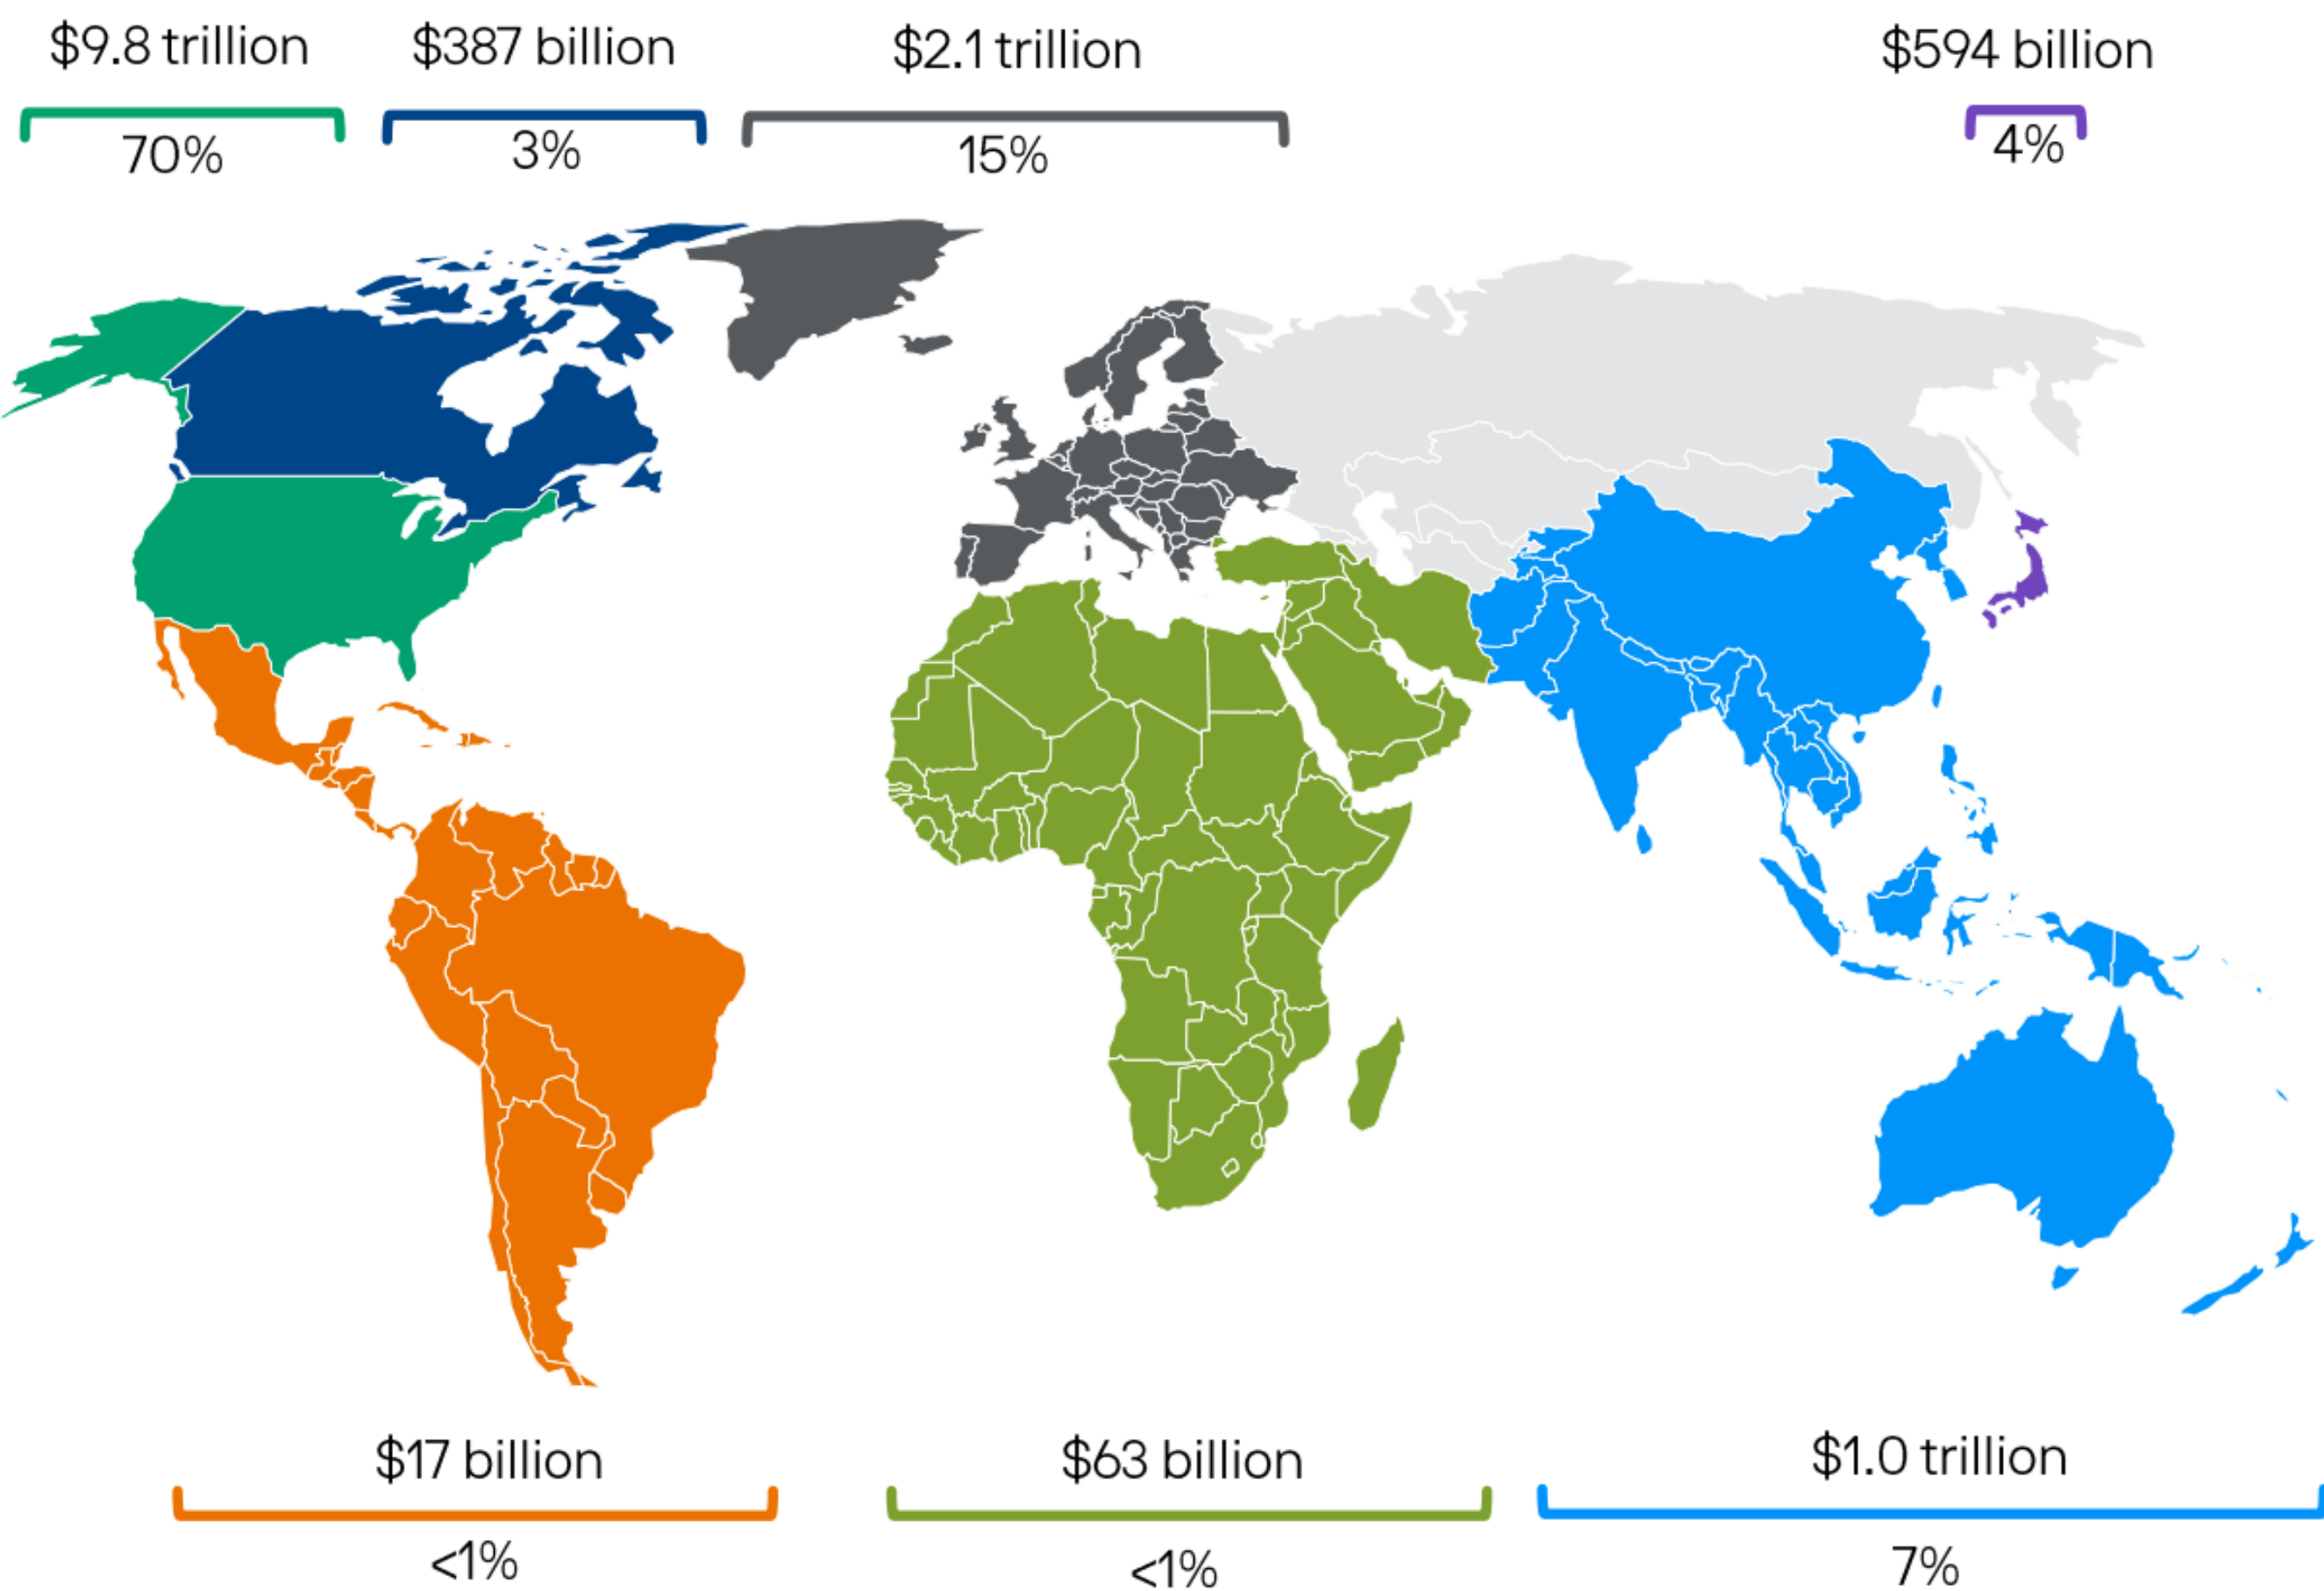 $9.8 trillion
70%
$387 billion
3%
$2.1 trillion
15%
$594 billion
4%
$17 billion
<1%
$63 billion
<1%
$1.0 trillion
7%